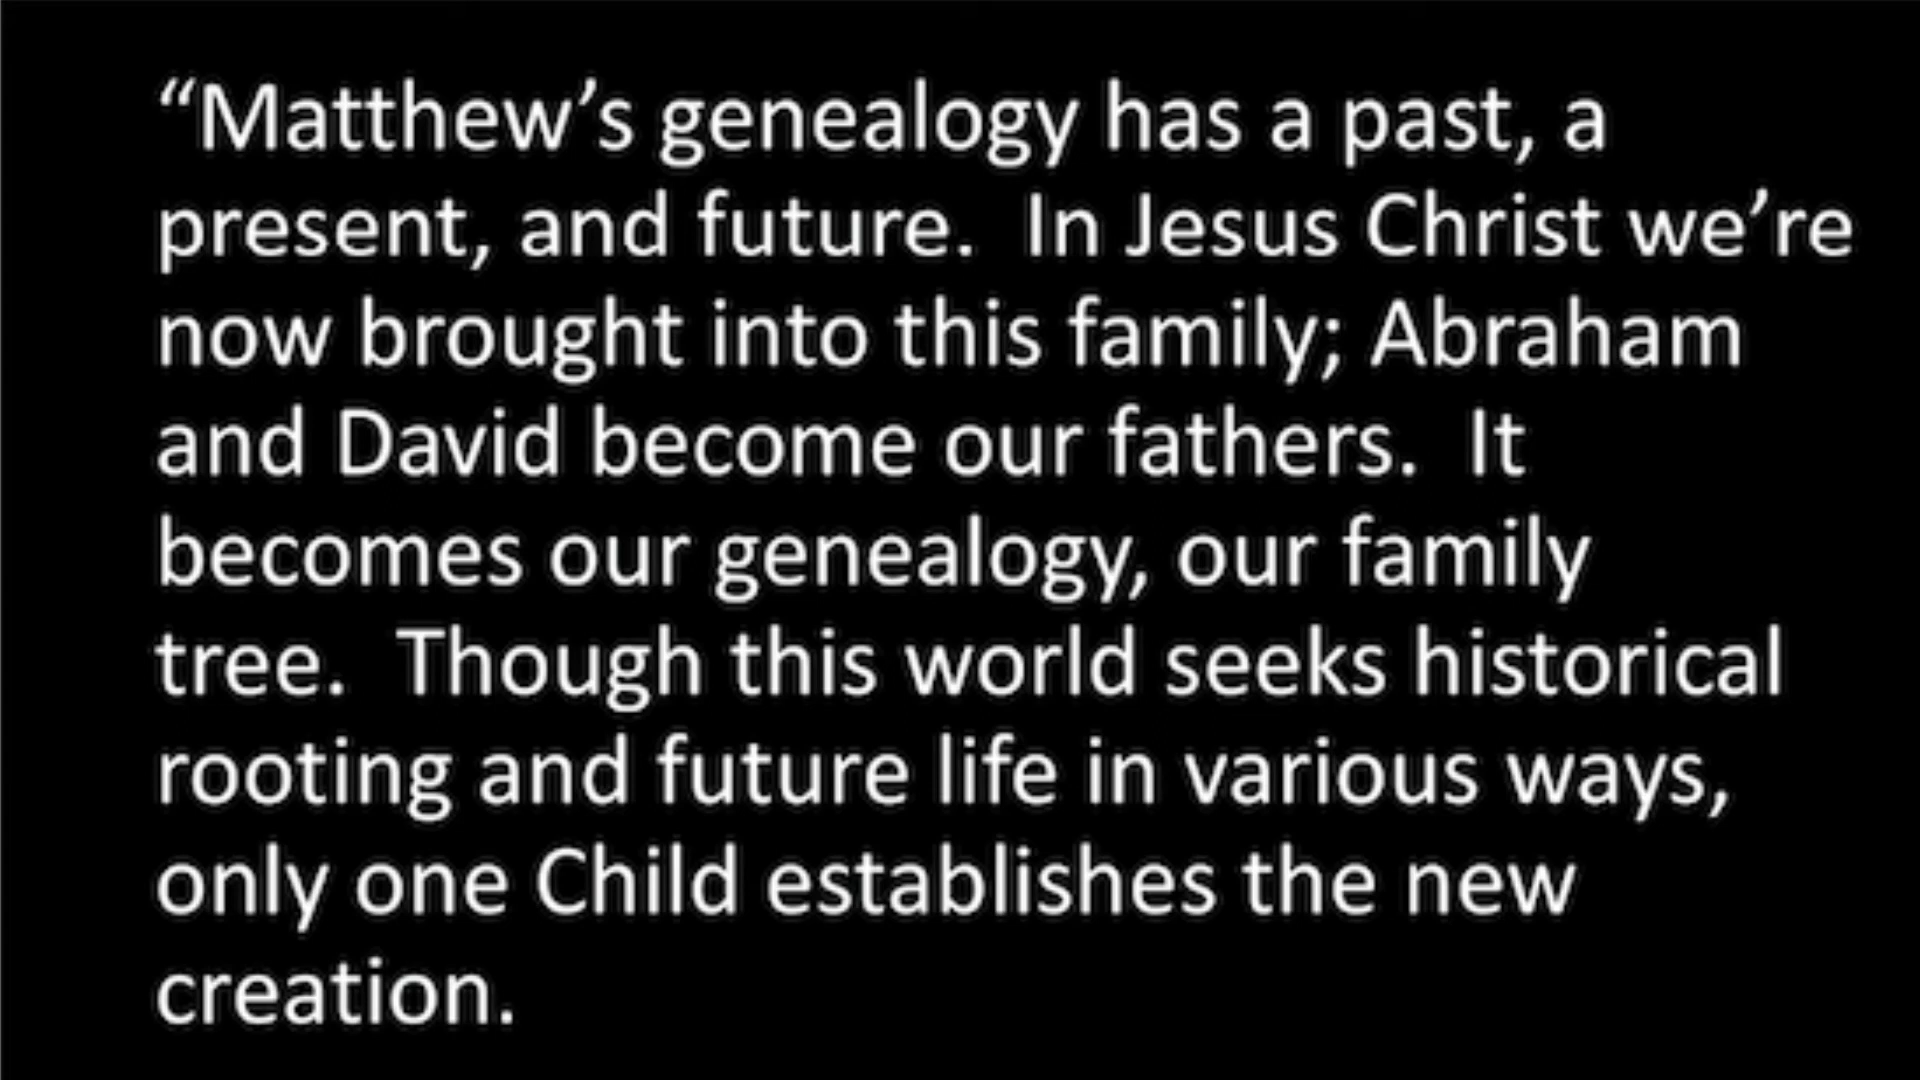 “Matthew’s genealogy has a past, a
present, and future.  In Jesus Christ we’re
now brought into this family; Abraham
and David become our fathers.  It
becomes our genealogy, our family
tree.  Though this world seeks historical
rooting and future life in various ways,
only one Child establishes the new
creation.